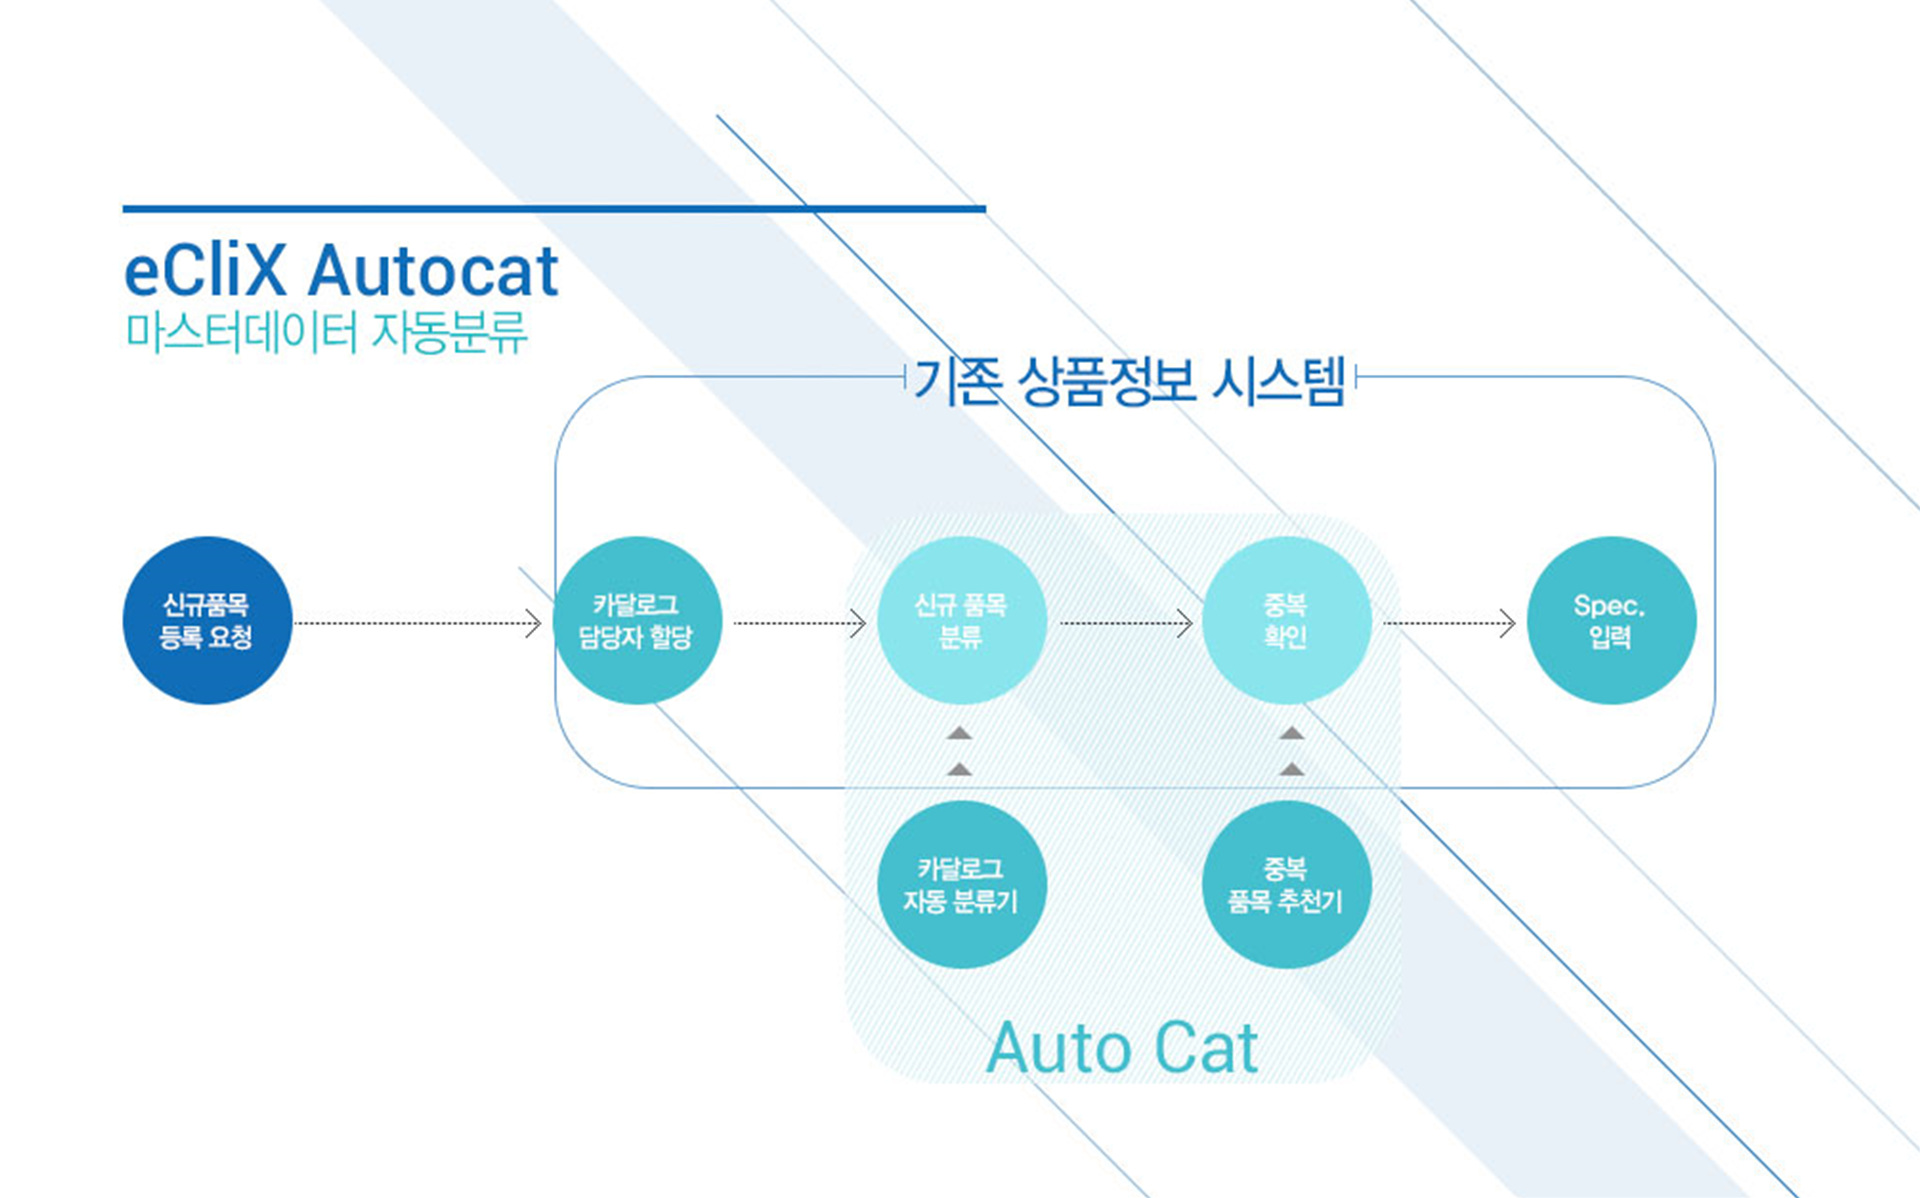 eCliX Autocat
마스터데이터 자동분류
기존 상품정보 시스템
신규품목
등록 요청
카달로그
담당자 할당
신규 품목
분류
중복
확인
Spec.
입력
카달로그
자동 분류기
중복
품목 추천기
Auto Cat